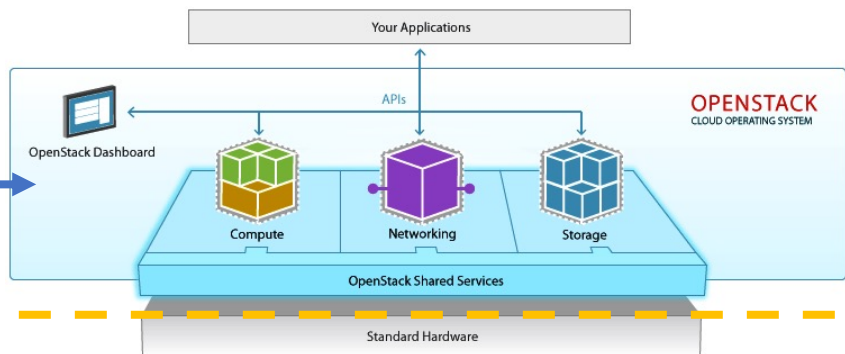 Your Applications
APIs
OPENSTACK
CLOUD OPERATING SYSTEM
OpenStack Dashboard
Compute
Networking
Storage
OpenStack Shared Services
Standard Hardware